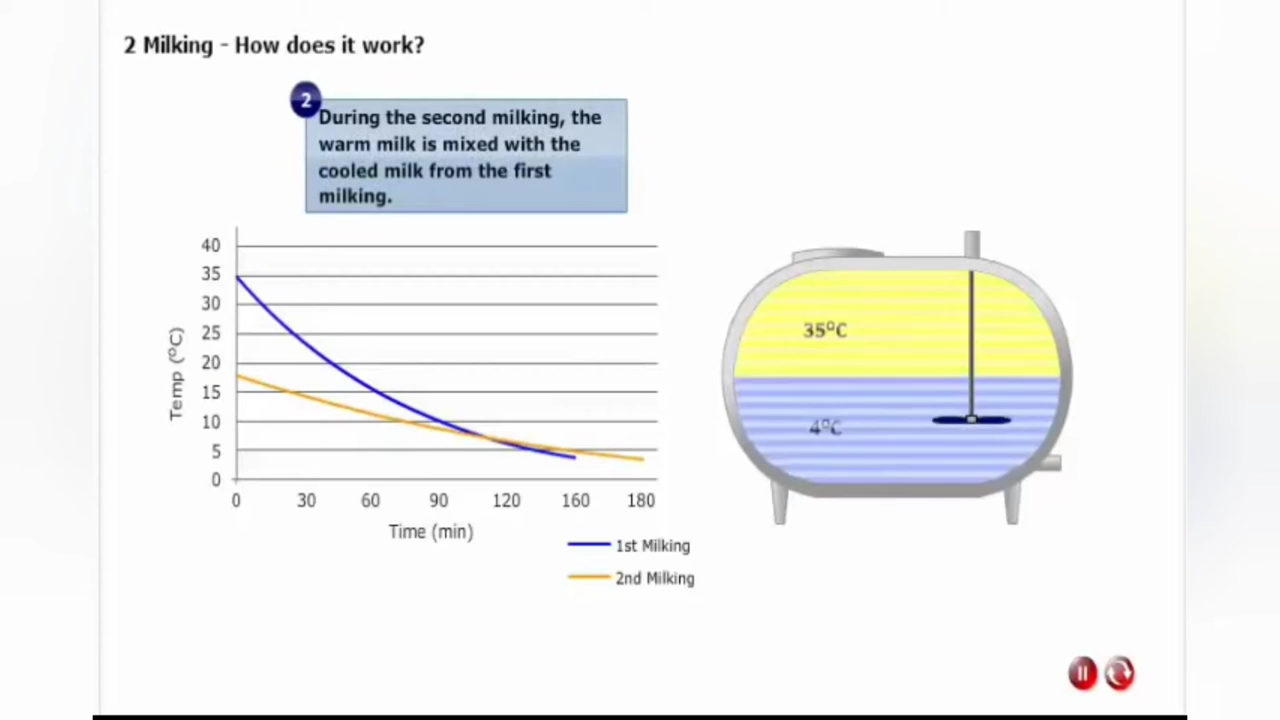 2 Milking - How does it work?
2
During the second milking, the
warm milk is mixed with the
cooled milk from the first
milking.
40
35
30
25
20
15
10
5
0
Temp (°C)
0 30 60 90 120 160 180
Time (min)
1st Milking
2nd Milking
35°C
4°C